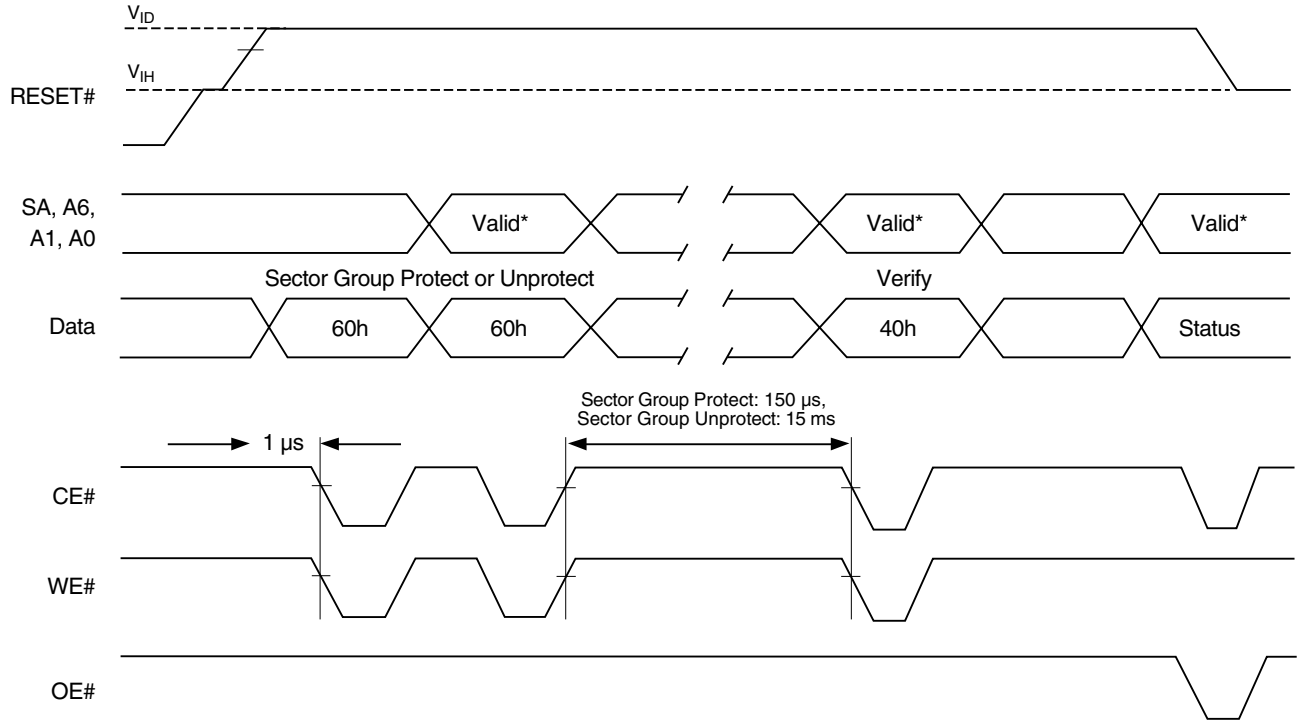 VID
VIH
RESET#
SA, A6,
A1, A0
Valid*
Valid*
Valid*
Sector Group Protect or Unprotect
Verify
Data
60h
60h
40h
Status
Sector Group Protect: 150 µs,
Sector Group Unprotect: 15 ms
1 µs
CE#
WE#
OE#